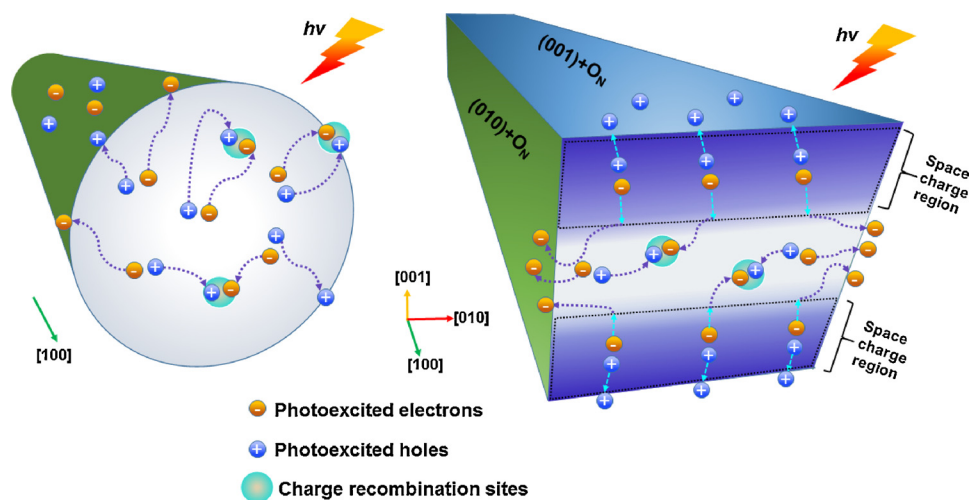 hv
[100]
hv
(001)+O_N
(010)+O_N
Space
charge
region
[001]
[010]
[100]
Space
charge
region
Photoexcited electrons
Photoexcited holes
Charge recombination sites